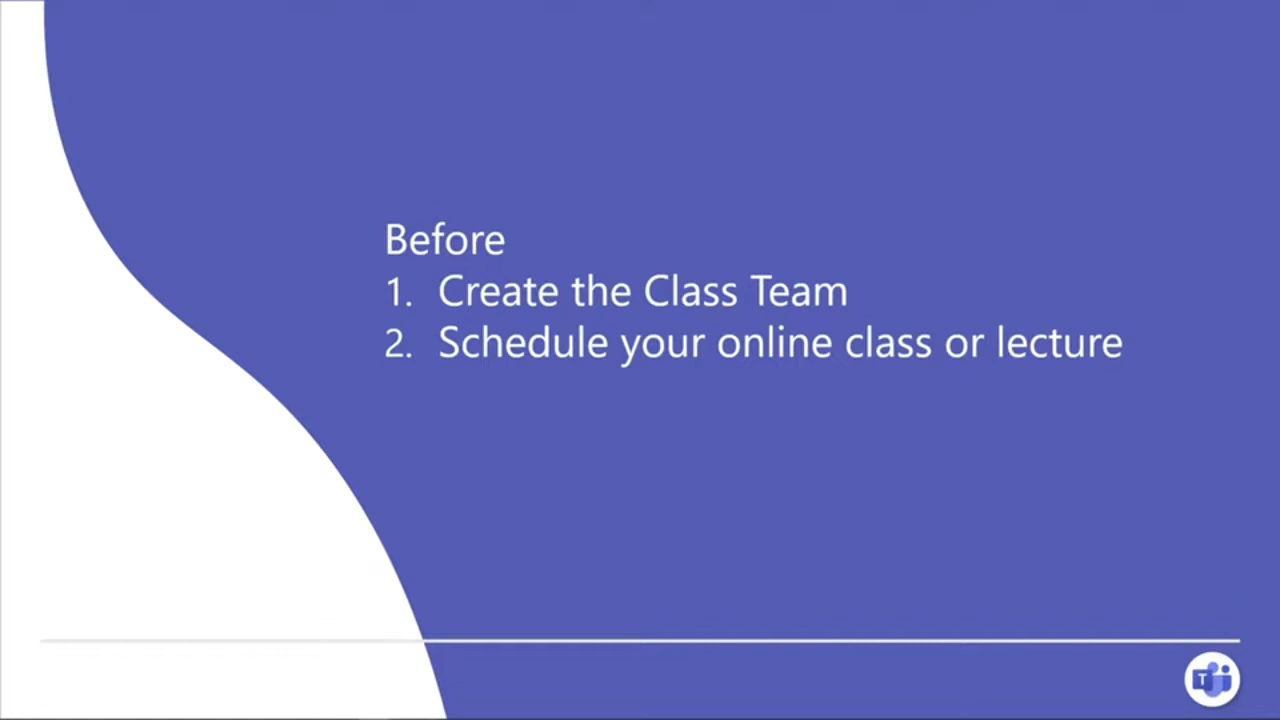 Before
1. Create the Class Team
2. Schedule your online class or lecture
T